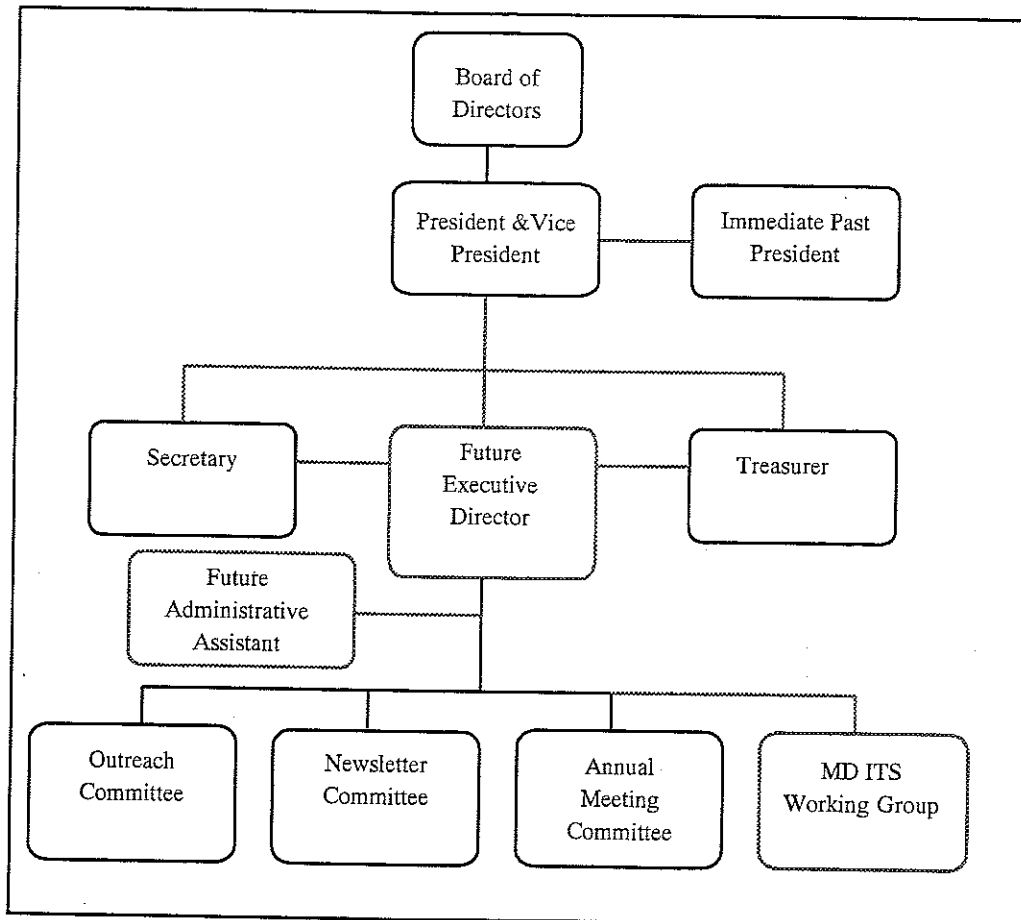 Board of
Directors
President &Vice
President
Immediate Past
President
Secretary
Future
Executive
Director
Treasurer
Future
Administrative
Assistant
Outreach
Committee
Newsletter
Committee
Annual
Meeting
Committee
MD ITS
Working Group